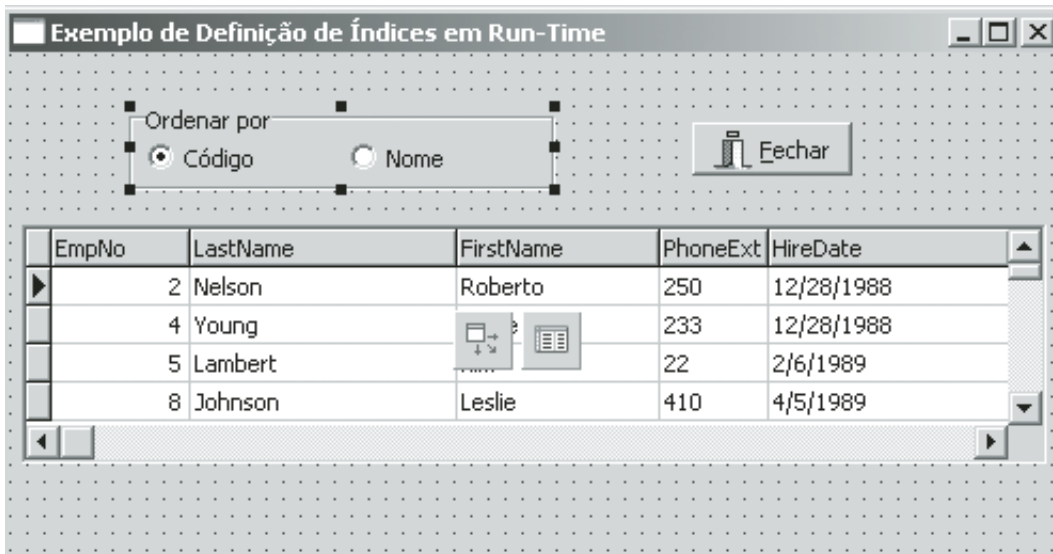 Exemplo de Definição de Índices em Run-Time
Ordenar por
Código Nome
Fechar
EmpNo LastName FirstName PhoneExt HireDate
2 Nelson Roberto 250 12/28/1988
4 Young 233 12/28/1988
5 Lambert 22 2/6/1989
8 Johnson Leslie 410 4/5/1989